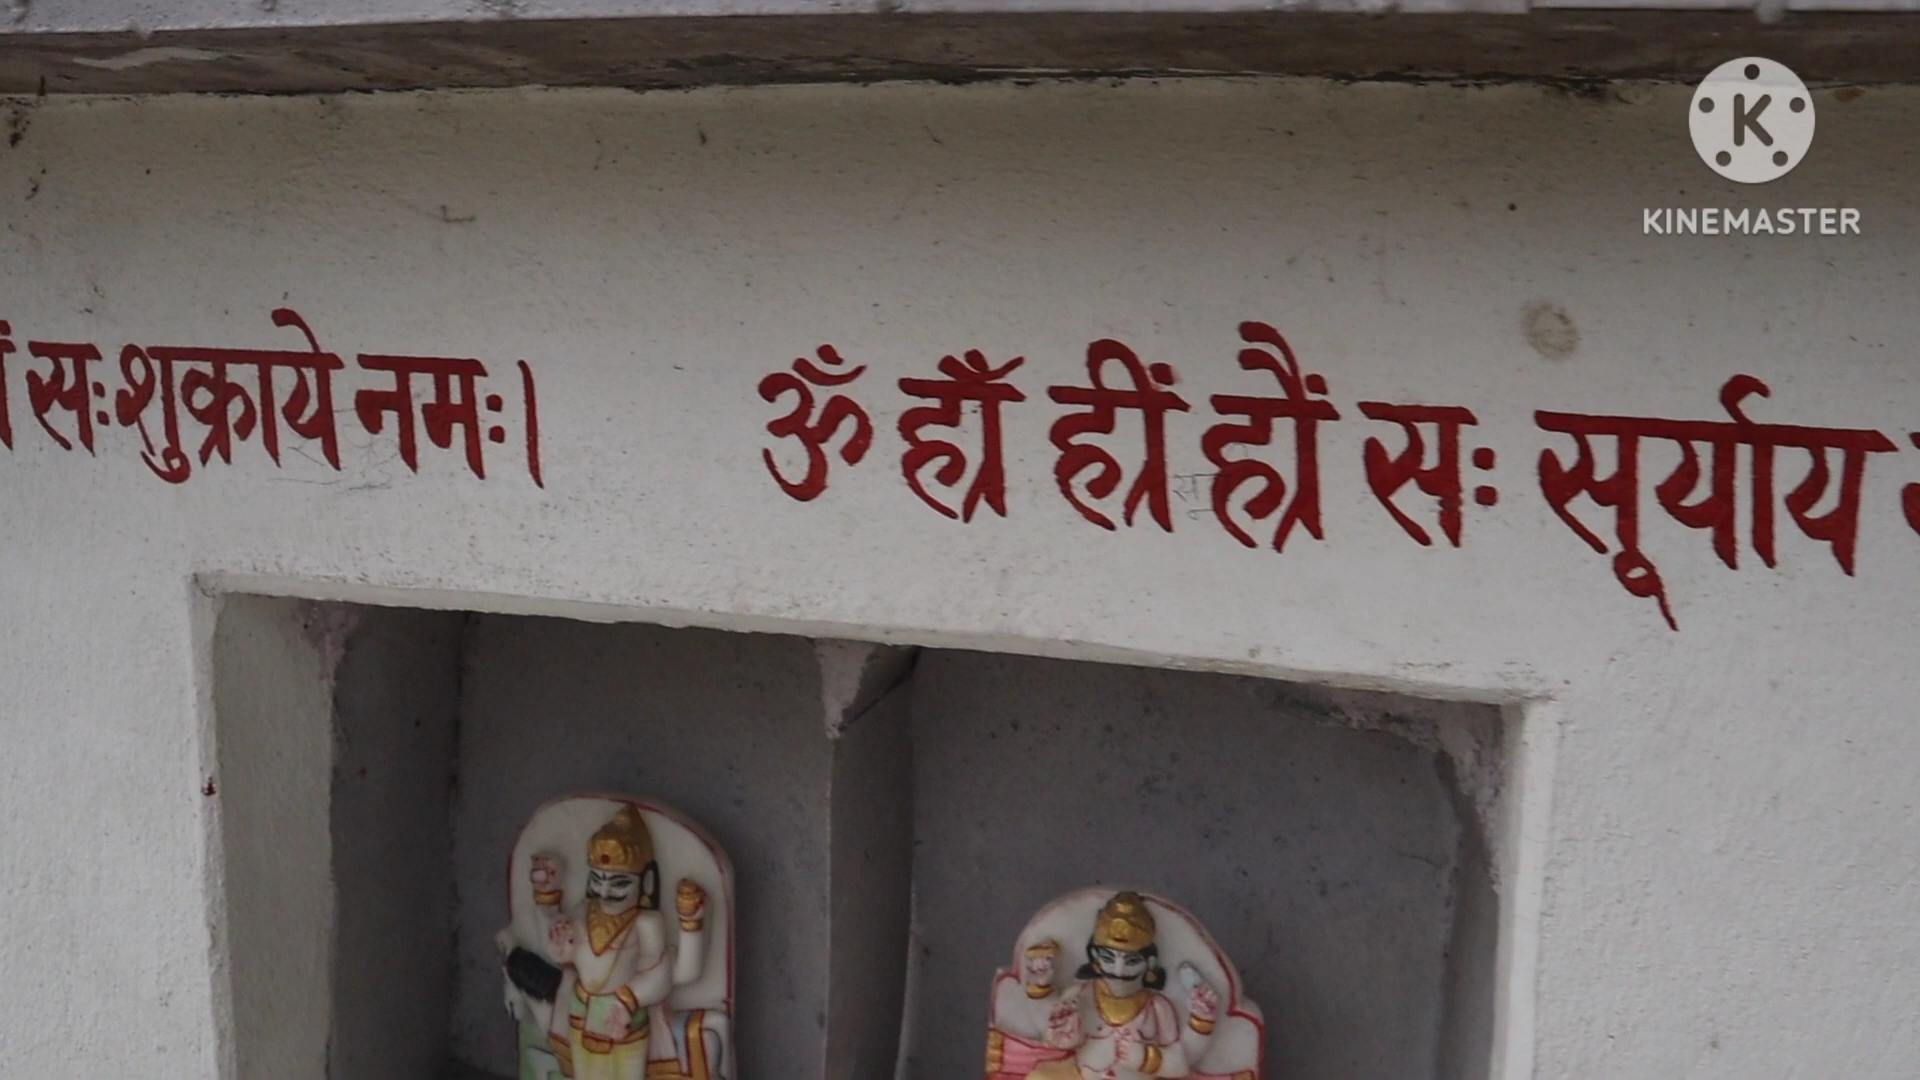 सः शुक्राये नमः।
ॐ ह्राँ ह्रीं ह्रौं सः सूर्याय
KINEMASTER